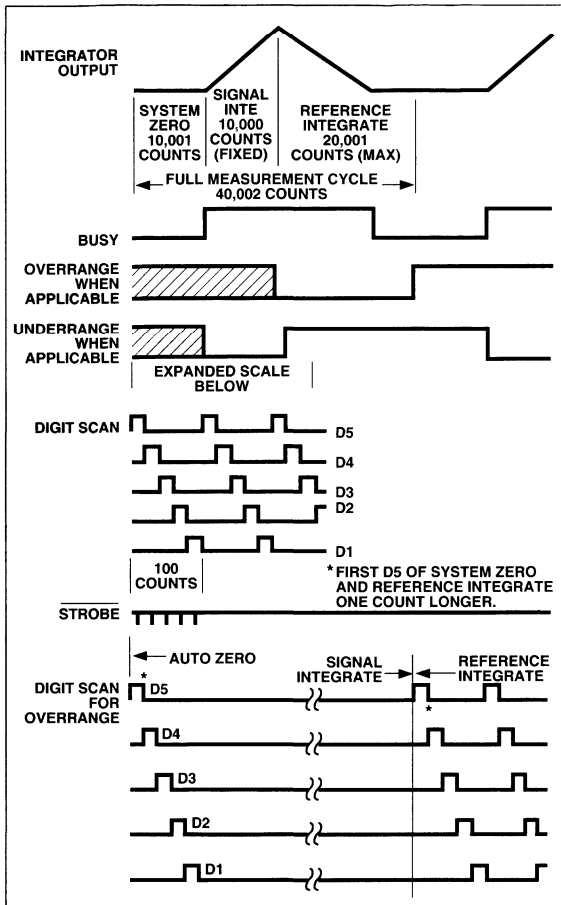 INTEGRATOR
OUTPUT
SYSTEM
ZERO
10,001
COUNTS
SIGNAL
INTE
10,000
COUNTS
(FIXED)
REFERENCE
INTEGRATE
20,001
COUNTS (MAX)
FULL MEASUREMENT CYCLE
40,002 COUNTS
BUSY
OVERRANGE
WHEN
APPLICABLE
UNDERRANGE
WHEN
APPLICABLE
EXPANDED SCALE
BELOW
DIGIT SCAN
D5
D4
D3
D2
D1
100
COUNTS
* FIRST D5 OF SYSTEM ZERO
AND REFERENCE INTEGRATE
ONE COUNT LONGER.
STROBE
AUTO ZERO
SIGNAL
INTEGRATE
REFERENCE
INTEGRATE
DIGIT SCAN
FOR
OVERRANGE
D5
*
*
D4
D3
D2
D1